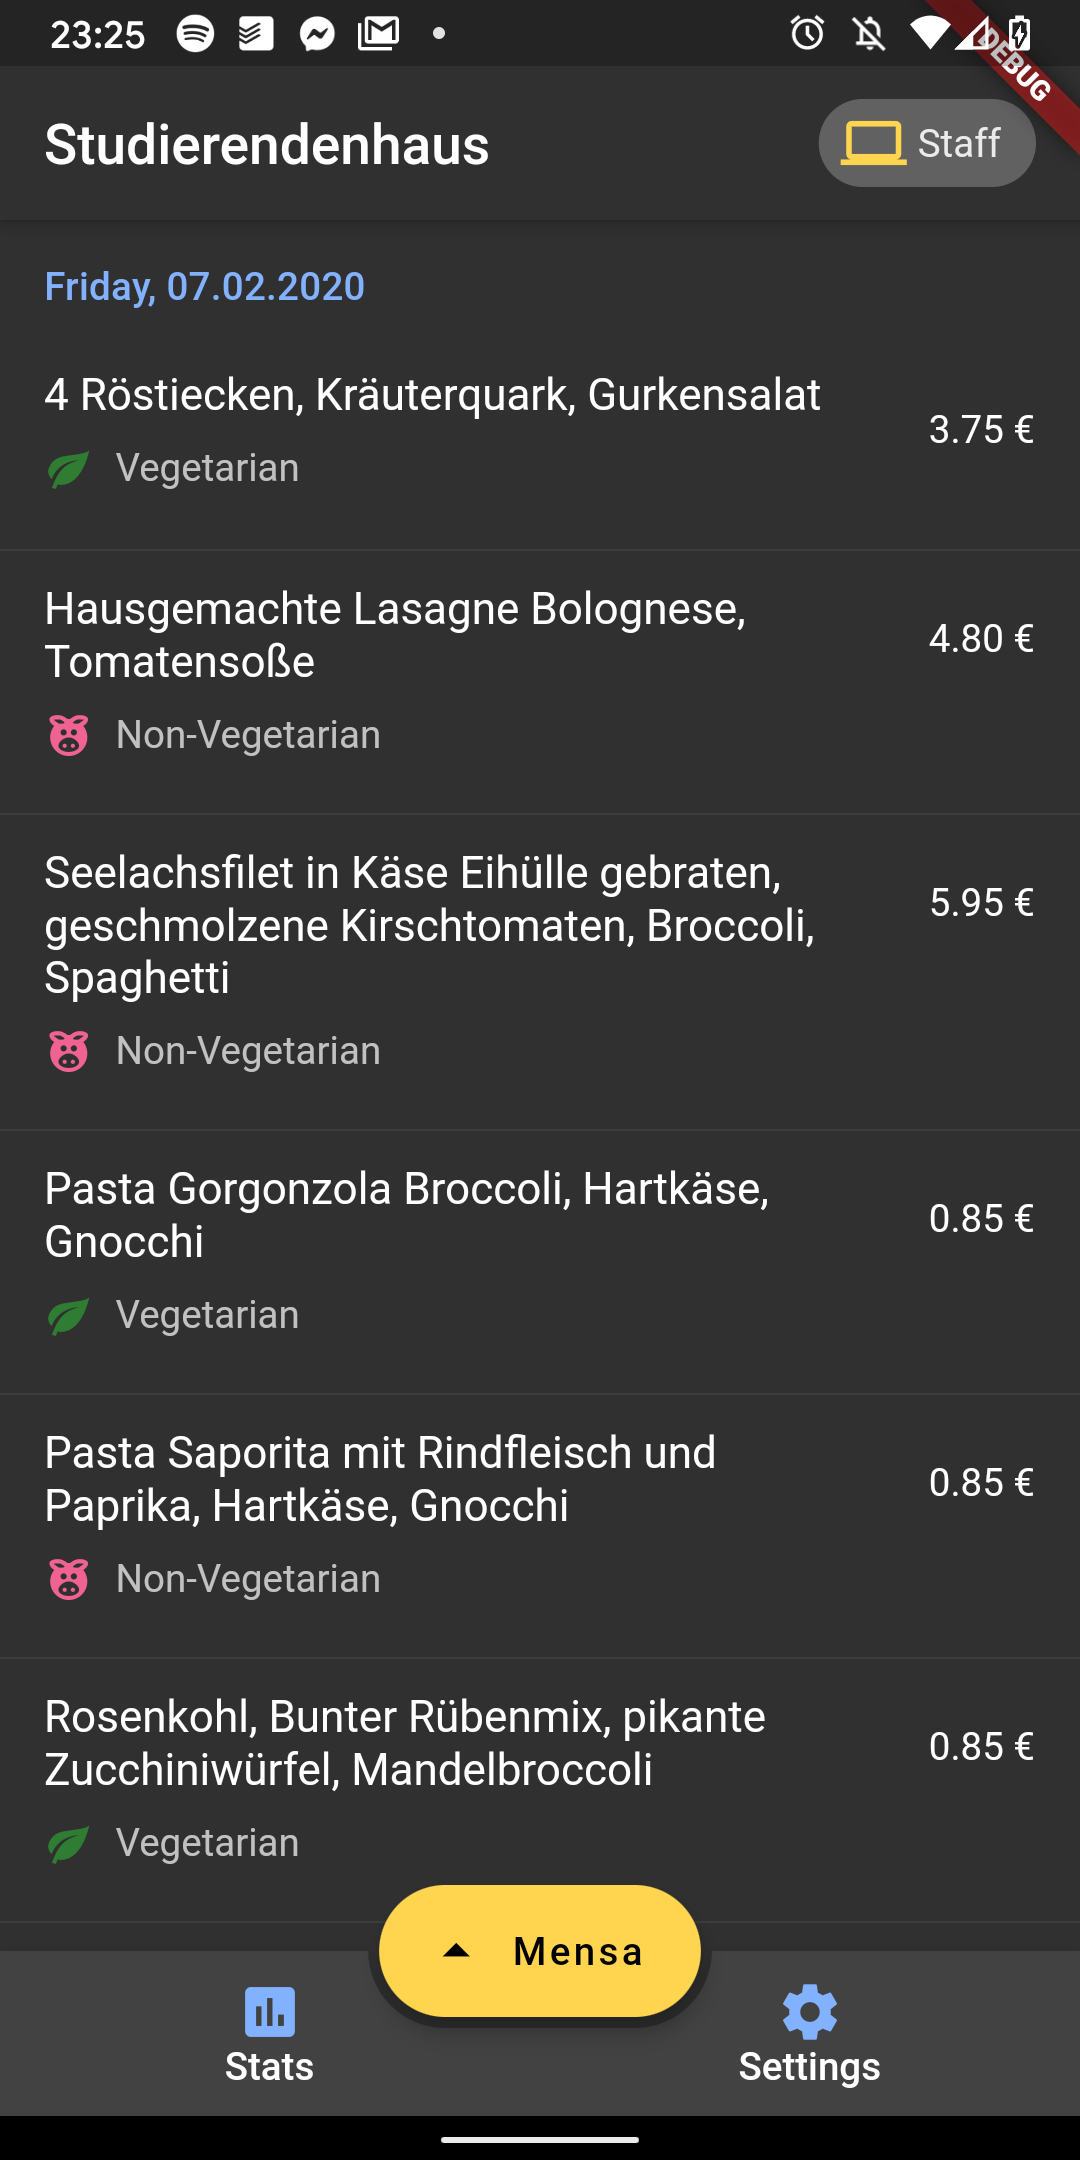 23:25
DEBUG
Studierendenhaus
Staff
Friday, 07.02.2020
4 Röstiecken, Kräuterquark, Gurkensalat
3.75 €
Vegetarian
Hausgemachte Lasagne Bolognese,
Tomatensoße
4.80 €
Non-Vegetarian
Seelachsfilet in Käse Eihülle gebraten,
geschmolzene Kirschtomaten, Broccoli,
Spaghetti
5.95 €
Non-Vegetarian
Pasta Gorgonzola Broccoli, Hartkäse,
Gnocchi
0.85 €
Vegetarian
Pasta Saporita mit Rindfleisch und
Paprika, Hartkäse, Gnocchi
0.85 €
Non-Vegetarian
Rosenkohl, Bunter Rübenmix, pikante
Zucchiniwürfel, Mandelbroccoli
0.85 €
Vegetarian
Mensa
Stats
Settings